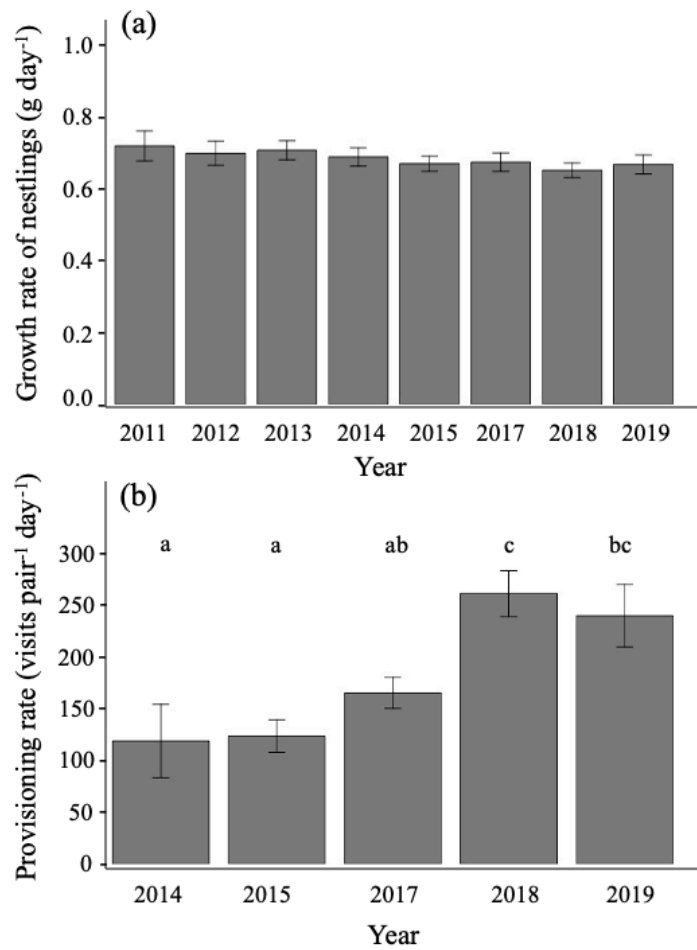 (a)
Growth rate of nestlings (g day⁻¹)
1.0
0.8
0.6
0.4
0.2
0.0
2011 2012 2013 2014 2015 2017 2018 2019
Year
(b)
Provisioning rate (visits pair⁻¹ day⁻¹)
a a ab c bc
300
250
200
150
100
50
0
2014 2015 2017 2018 2019
Year